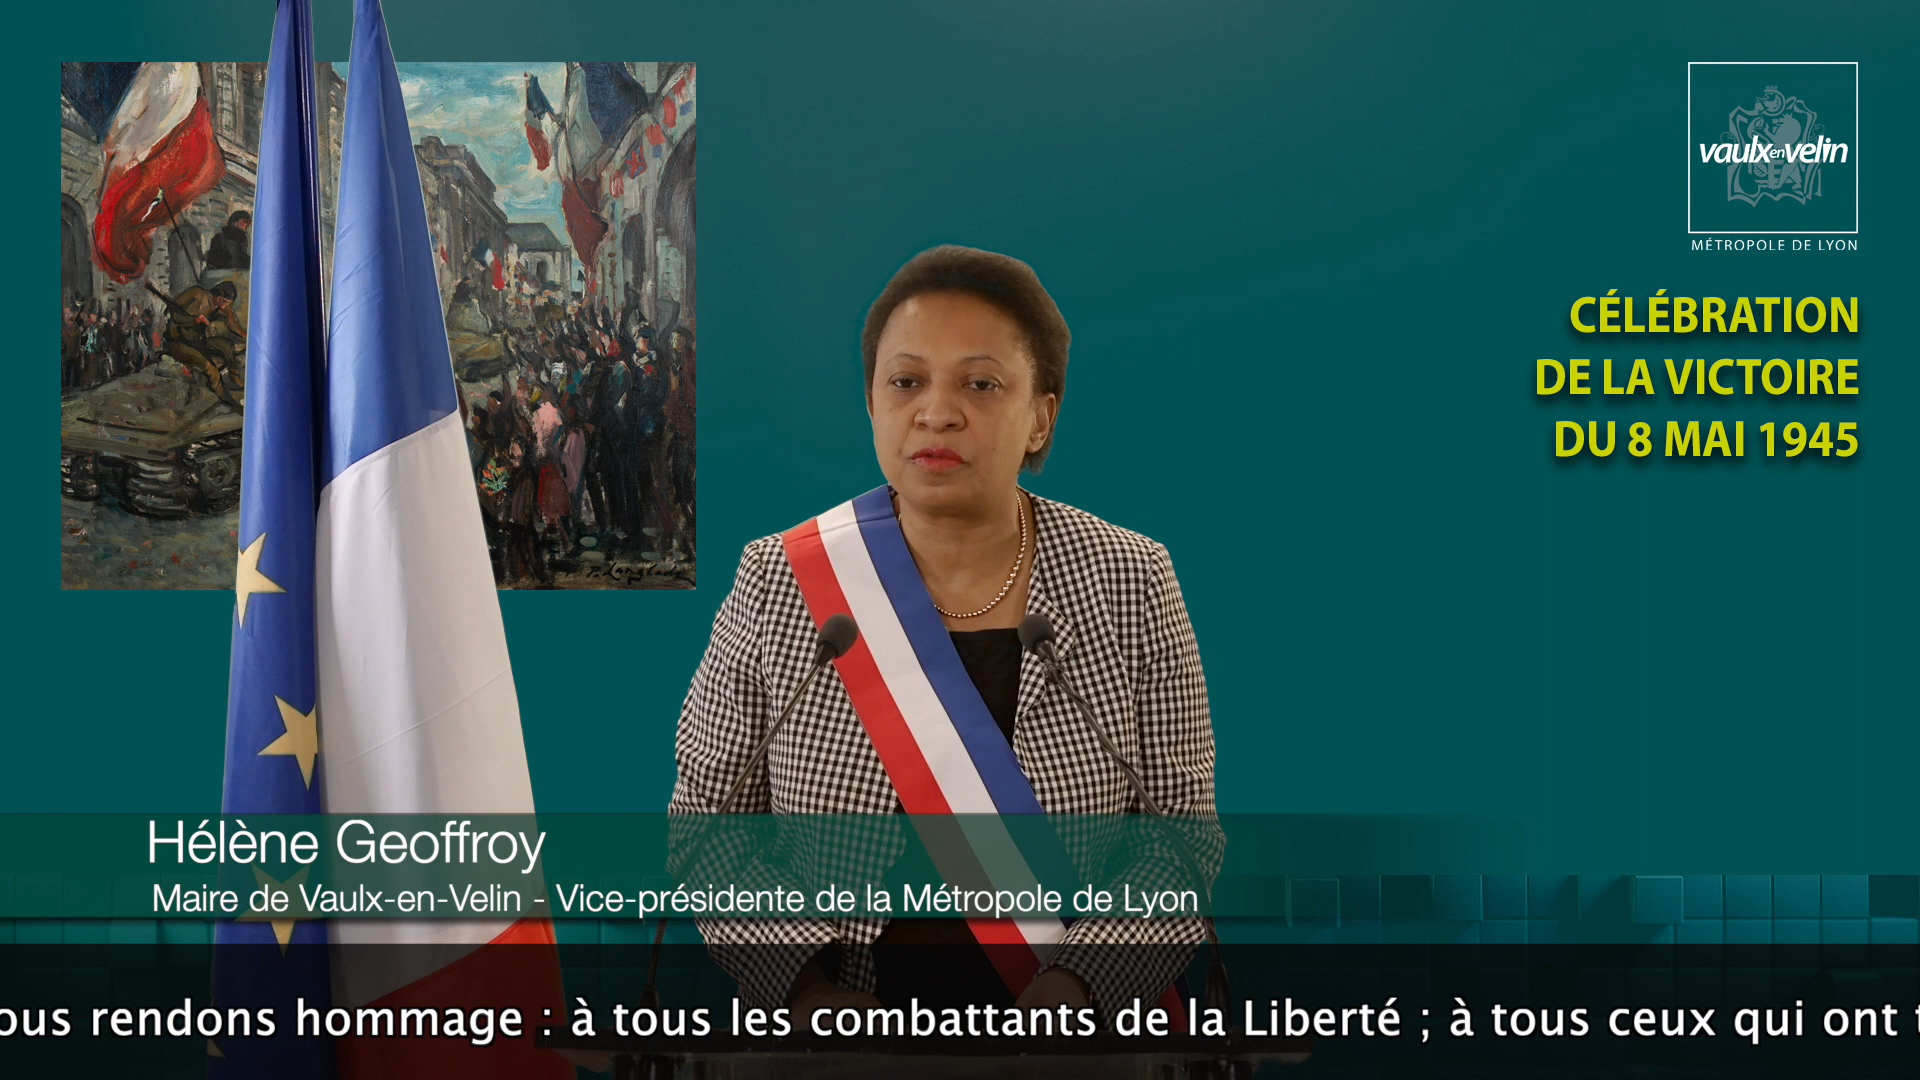 vaulx en velin
MÉTROPOLE DE LYON
CÉLÉBRATION
DE LA VICTOIRE
DU 8 MAI 1945
Hélène Geoffroy
Maire de Vaulx-en-Velin - Vice-présidente de la Métropole de Lyon
rendons hommage : à tous les combattants de la Liberté ; à tous ceux qui ont